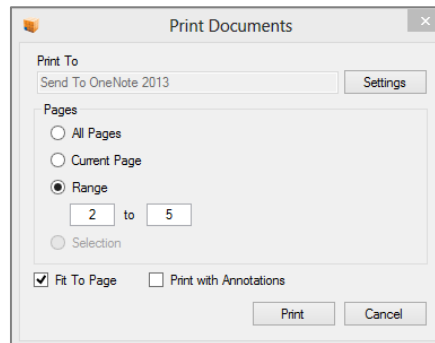 Print Documents
Print To
Send To OneNote 2013 Settings
Pages
All Pages
Current Page
Range
2 to 5
Selection
Fit To Page Print with Annotations
Print Cancel